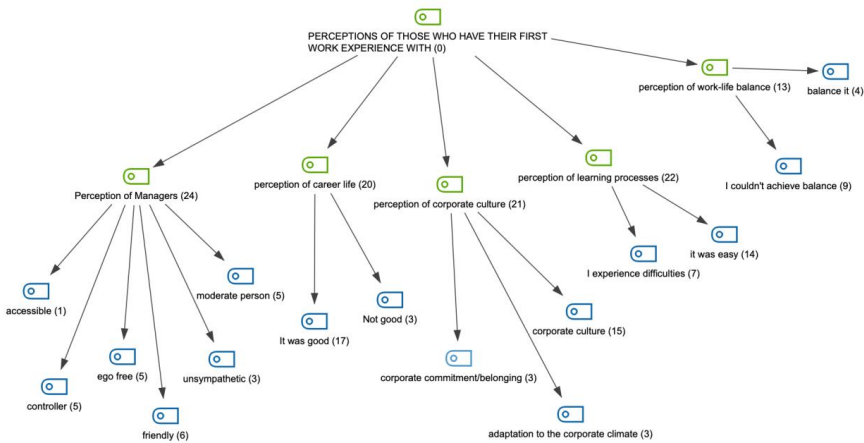 PERCEPTIONS OF THOSE WHO HAVE THEIR FIRST
WORK EXPERIENCE WITH (0)
perception of work-life balance (13)
balance it (4)
I couldn't achieve balance (9)
Perception of Managers (24)
perception of career life (20)
perception of corporate culture (21)
perception of learning processes (22)
it was easy (14)
I experience difficulties (7)
accessible (1)
moderate person (5)
It was good (17)
Not good (3)
corporate culture (15)
controller (5)
ego free (5)
unsympathetic (3)
corporate commitment/belonging (3)
friendly (6)
adaptation to the corporate climate (3)